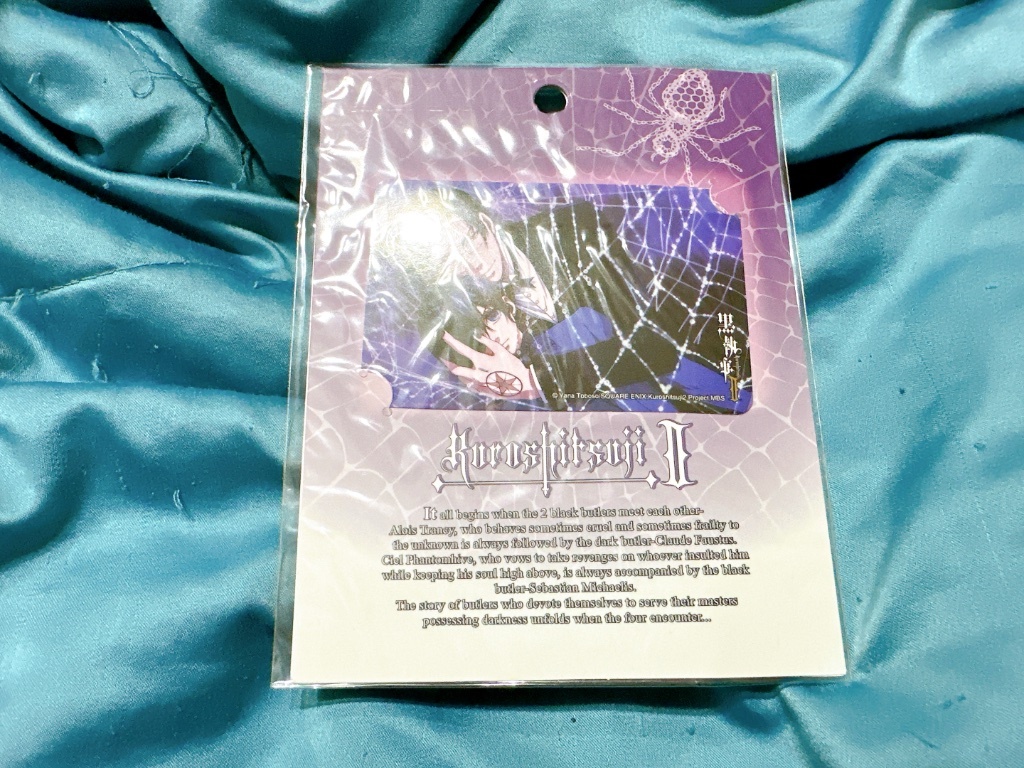 黒執事
II
© Yana Toboso/SQUARE ENIX·Kuroshitsuji2 Project·MBS
Kuroshitsuji II
It all begins when the 2 black butlers meet each other-
Alois Trancy, who behaves sometimes cruel and sometimes frailty to
the unknown is always followed by the dark butler-Claude Faustus.
Ciel Phantomhive, who vows to take revenges on whoever insulted him
while keeping his soul high above, is always accompanied by the black
butler-Sebastian Michaelis.
The story of butlers who devote themselves to serve their masters
possessing darkness unfolds when the four encounter...